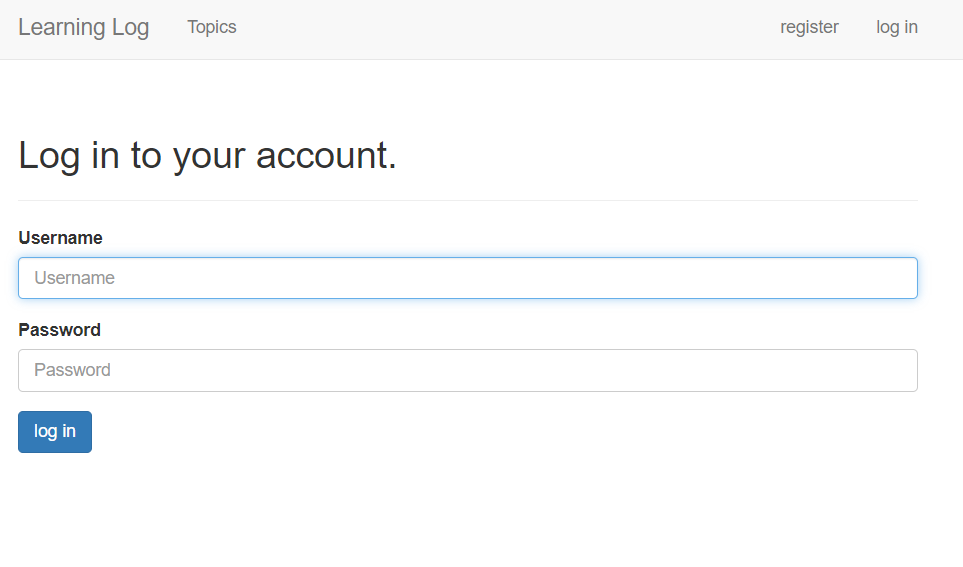 Learning Log Topics register log in
Log in to your account.
Username
Username
Password
Password
log in